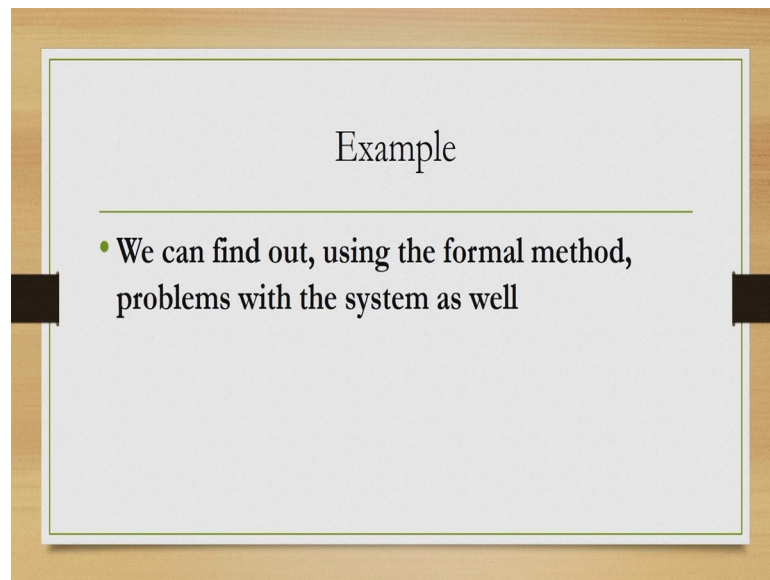 Example
• We can find out, using the formal method,
problems with the system as well